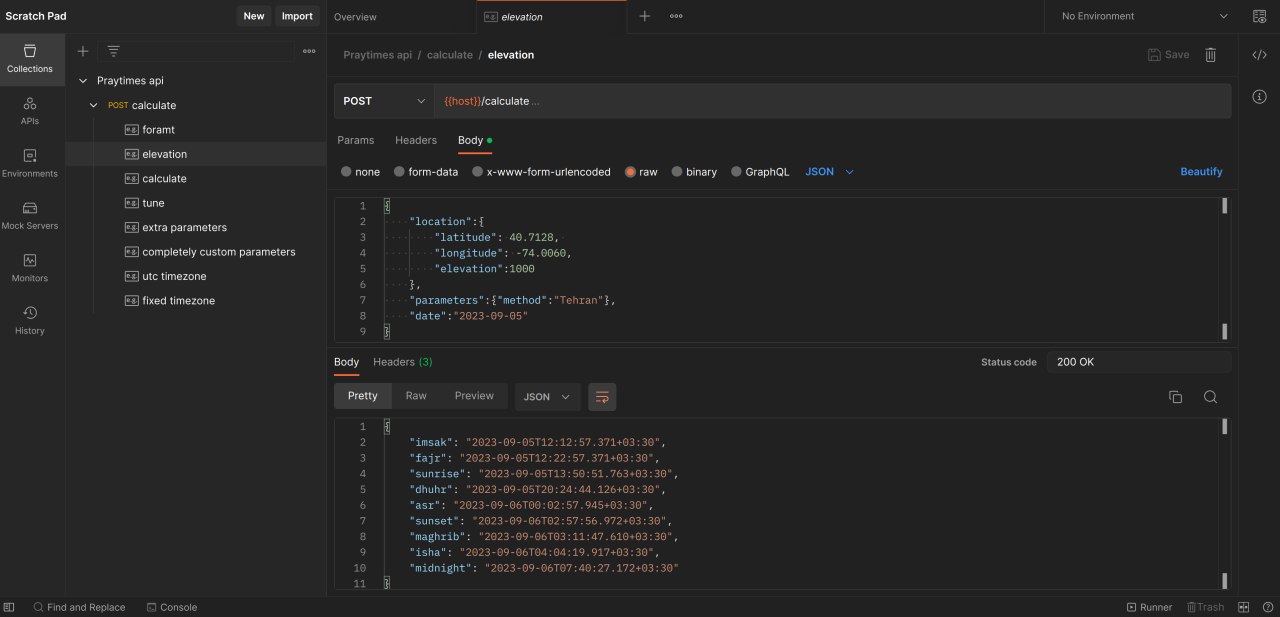 Scratch Pad
New
Import
Overview
e.g. elevation
No Environment
Collections
APIs
Environments
Mock Servers
Monitors
History
Praytimes api
POST calculate
e.g. foramt
e.g. elevation
e.g. calculate
e.g. tune
e.g. extra parameters
e.g. completely custom parameters
e.g. utc timezone
e.g. fixed timezone
Praytimes api / calculate / elevation
Save
POST
{{host}}/calculate ...
Params Headers Body
none form-data x-www-form-urlencoded raw binary GraphQL JSON
Beautify
1 {
2 "location":{
3 "latitude": 40.7128,
4 "longitude": -74.0060,
5 "elevation":1000
6 },
7 "parameters":{"method":"Tehran"},
8 "date":"2023-09-05"
9 }
Body Headers (3)
Status code 200 OK
Pretty Raw Preview JSON
1 {
2 "imsak": "2023-09-05T12:12:57.371+03:30",
3 "fajr": "2023-09-05T12:22:57.371+03:30",
4 "sunrise": "2023-09-05T13:50:51.763+03:30",
5 "dhuhr": "2023-09-05T20:24:44.126+03:30",
6 "asr": "2023-09-06T00:02:57.945+03:30",
7 "sunset": "2023-09-06T02:57:56.972+03:30",
8 "maghrib": "2023-09-06T03:11:47.610+03:30",
9 "isha": "2023-09-06T04:04:19.917+03:30",
10 "midnight": "2023-09-06T07:40:27.172+03:30"
11 }
Find and Replace Console
Runner Trash